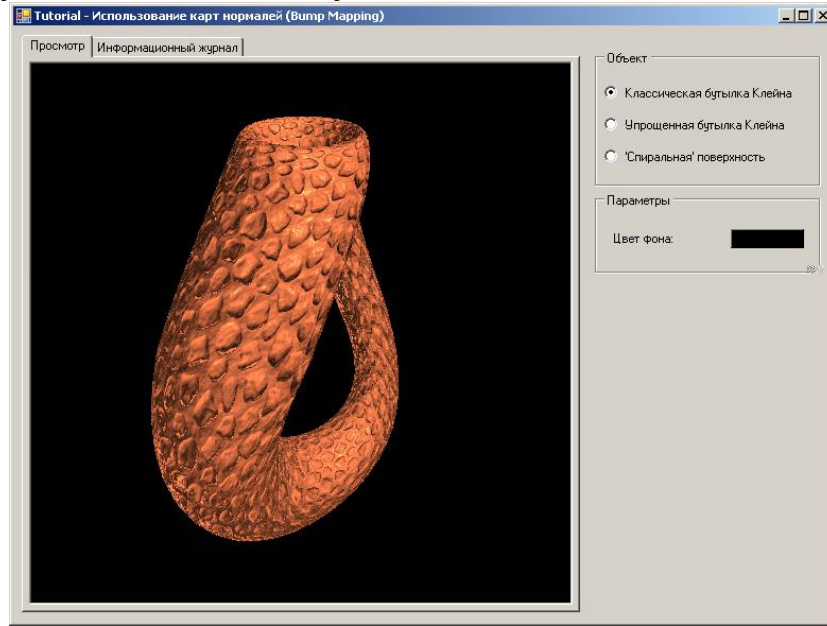 Tutorial - Использование карт нормалей (Bump Mapping)
Просмотр
Информационный журнал
Объект
Классическая бутылка Клейна
Упрощенная бутылка Клейна
'Спиральная' поверхность
Параметры
Цвет фона: